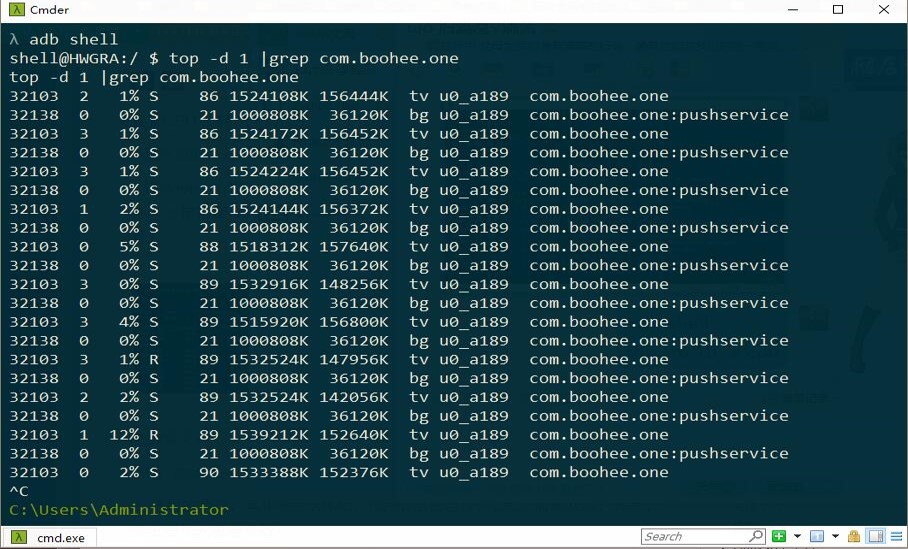 Cmder
λ adb shell
shell@HWGRA:/ $ top -d 1 |grep com.boohee.one
top -d 1 |grep com.boohee.one
32103 2 1% S 86 1524108K 156444K tv u0_a189 com.boohee.one
32138 0 0% S 21 1000808K 36120K bg u0_a189 com.boohee.one:pushservice
32103 3 1% S 86 1524172K 156452K tv u0_a189 com.boohee.one
32138 0 0% S 21 1000808K 36120K bg u0_a189 com.boohee.one:pushservice
32103 3 1% S 86 1524224K 156452K tv u0_a189 com.boohee.one
32138 0 0% S 21 1000808K 36120K bg u0_a189 com.boohee.one:pushservice
32103 1 2% S 86 1524144K 156372K tv u0_a189 com.boohee.one
32138 0 0% S 21 1000808K 36120K bg u0_a189 com.boohee.one:pushservice
32103 0 5% S 88 1518312K 157640K tv u0_a189 com.boohee.one
32138 0 0% S 21 1000808K 36120K bg u0_a189 com.boohee.one:pushservice
32103 3 0% S 89 1532916K 148256K tv u0_a189 com.boohee.one
32138 0 0% S 21 1000808K 36120K bg u0_a189 com.boohee.one:pushservice
32103 3 4% S 89 1515920K 156800K tv u0_a189 com.boohee.one
32138 0 0% S 21 1000808K 36120K bg u0_a189 com.boohee.one:pushservice
32103 3 1% R 89 1532524K 147956K tv u0_a189 com.boohee.one
32138 0 0% S 21 1000808K 36120K bg u0_a189 com.boohee.one:pushservice
32103 2 2% S 89 1532524K 142056K tv u0_a189 com.boohee.one
32138 0 0% S 21 1000808K 36120K bg u0_a189 com.boohee.one:pushservice
32103 1 12% R 89 1539212K 152640K tv u0_a189 com.boohee.one
32138 0 0% S 21 1000808K 36120K bg u0_a189 com.boohee.one:pushservice
32103 0 2% S 90 1533388K 152376K tv u0_a189 com.boohee.one
^C
C:\Users\Administrator
λ cmd.exe Search